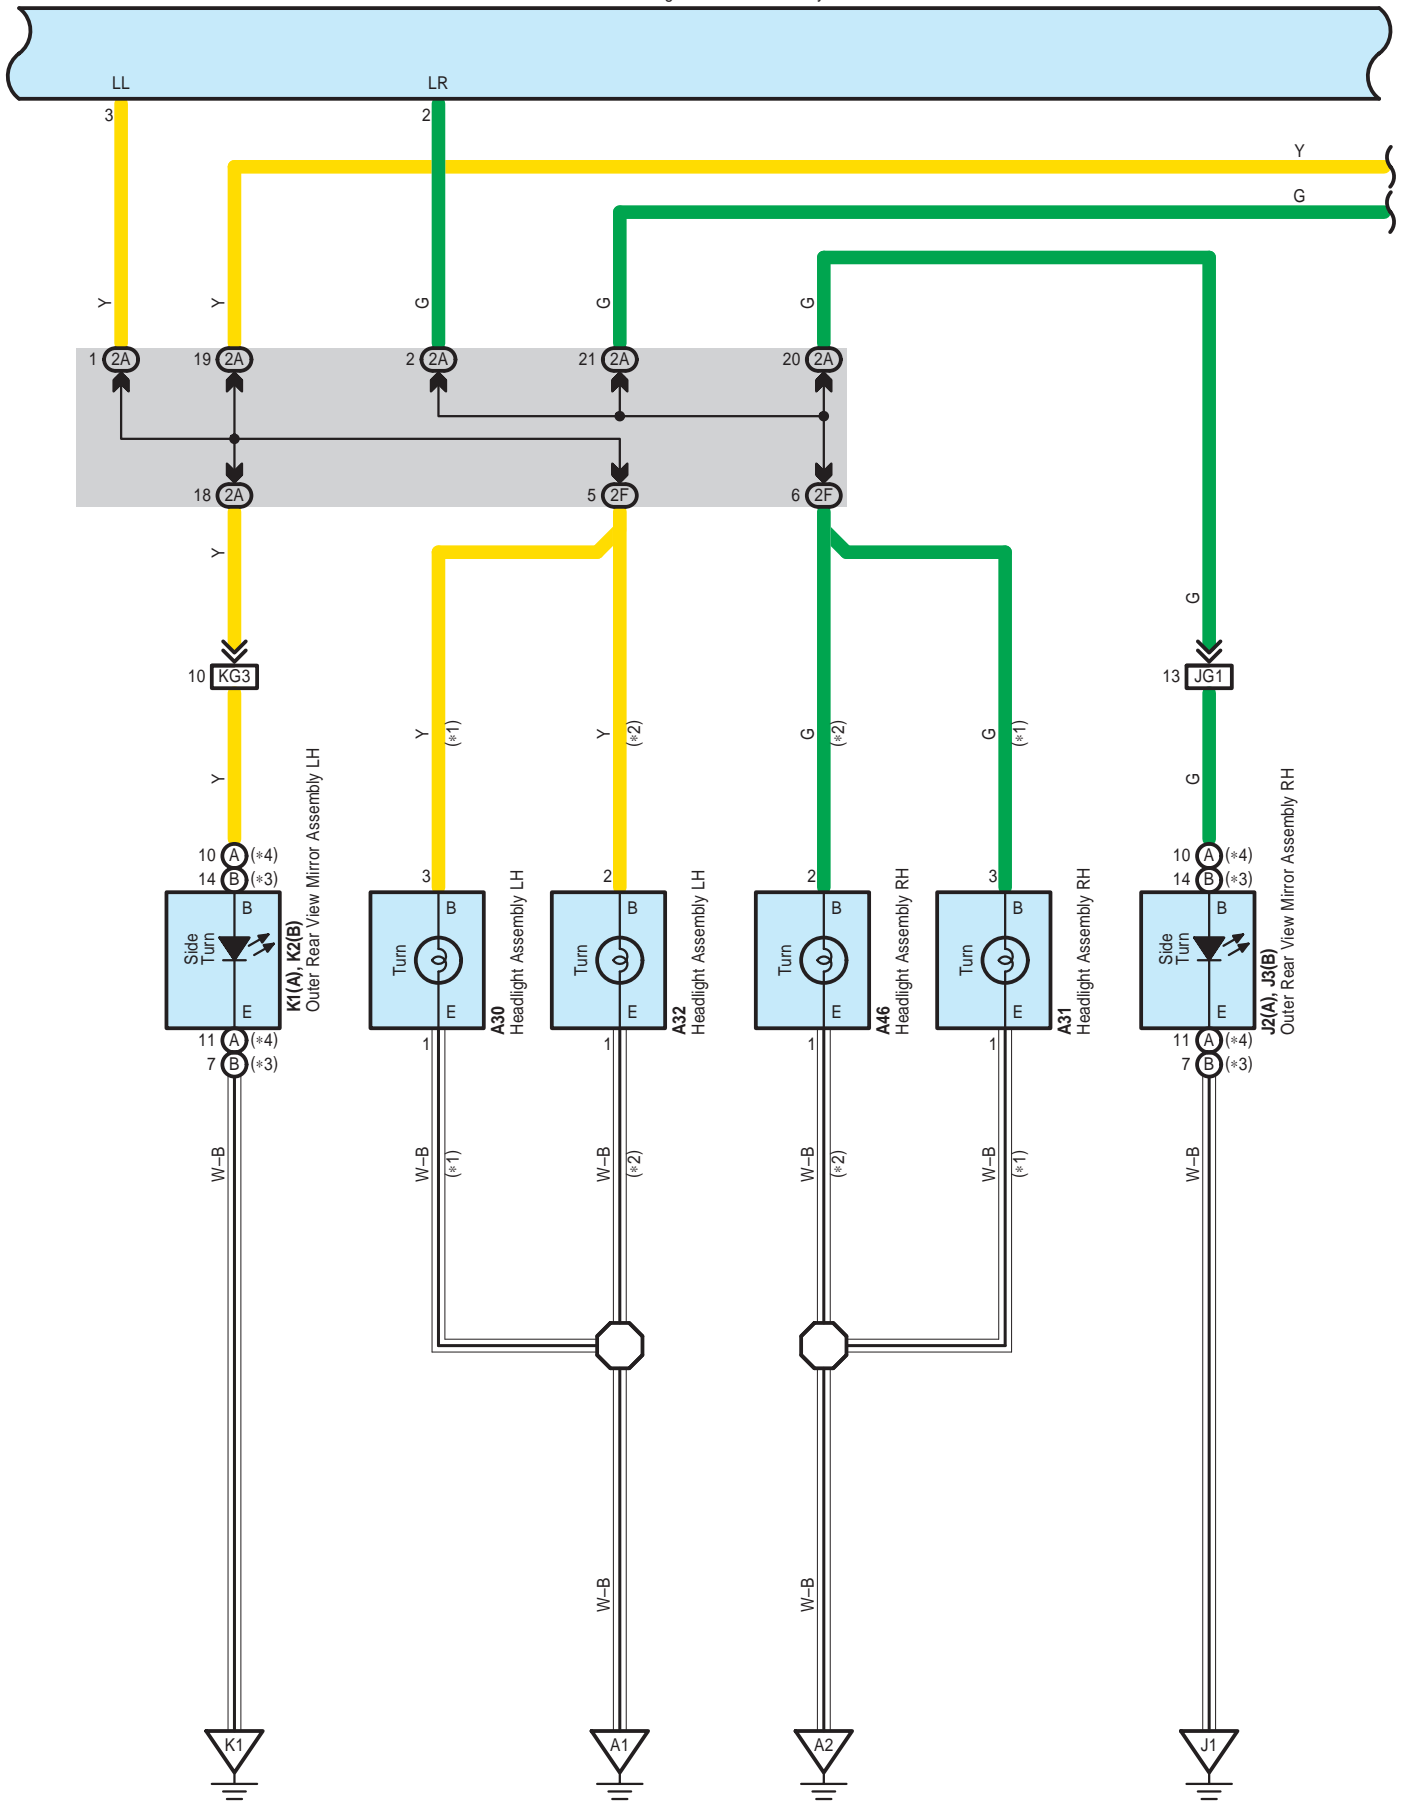 LL
LR
3
2
Y
G
Y
Y
G
G
G
1 2A
19 2A
2 2A
21 2A
20 2A
18 2A
5 2F
6 2F
Y
G
10 KG3
13 JG1
Y
Y
(*1)
Y
(*2)
G
(*2)
G
(*1)
G
10 A (*4)
14 B (*3)
3
2
2
3
10 A (*4)
14 B (*3)
B
Side
Turn
E
K1(A), K2(B)
Outer Rear View Mirror Assembly LH
B
Turn
E
A30
Headlight Assembly LH
B
Turn
E
A32
Headlight Assembly LH
B
Turn
E
A46
Headlight Assembly RH
B
Turn
E
A31
Headlight Assembly RH
B
Side
Turn
E
J2(A), J3(B)
Outer Rear View Mirror Assembly RH
11 A (*4)
7 B (*3)
1
1
1
1
11 A (*4)
7 B (*3)
W–B
W–B
(*1)
W–B
(*2)
W–B
(*2)
W–B
(*1)
W–B
W–B
W–B
K1
A1
A2
J1